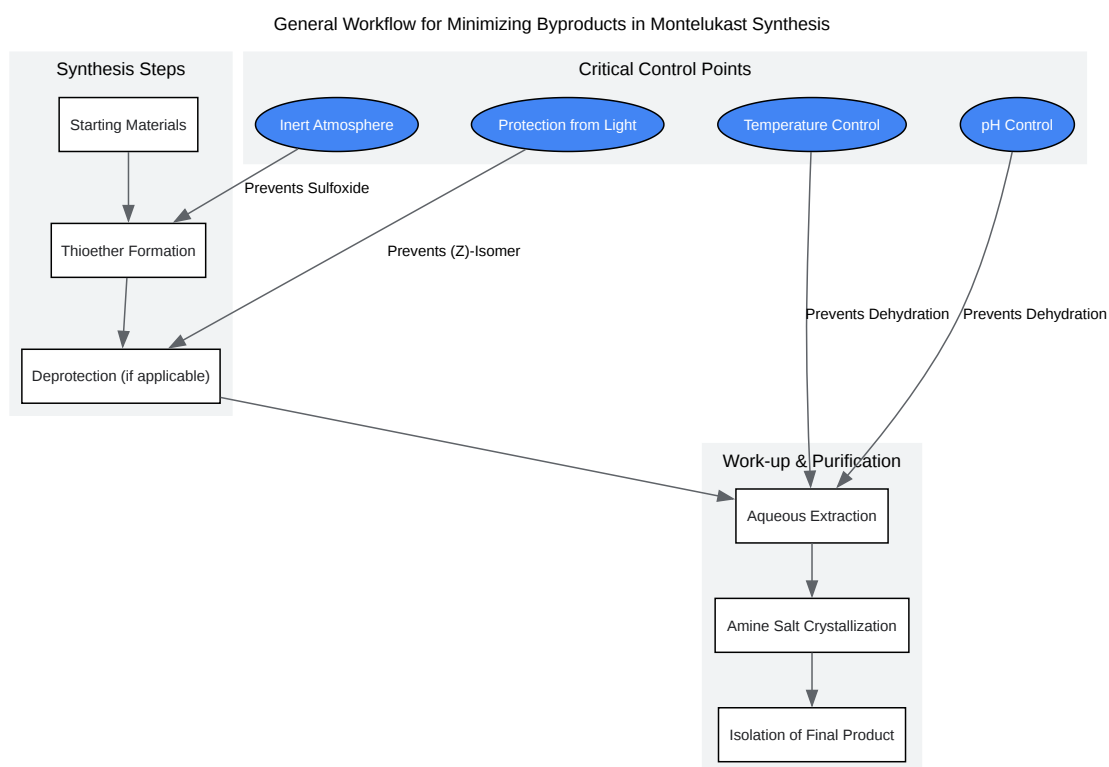 General Workflow for Minimizing Byproducts in Montelukast Synthesis
Synthesis Steps
Critical Control Points
Starting Materials
Inert Atmosphere
Protection from Light
Temperature Control
pH Control
Prevents Sulfoxide
Thioether Formation
Prevents (Z)-Isomer
Prevents Dehydration
Prevents Dehydration
Deprotection (if applicable)
Work-up & Purification
Aqueous Extraction
Amine Salt Crystallization
Isolation of Final Product